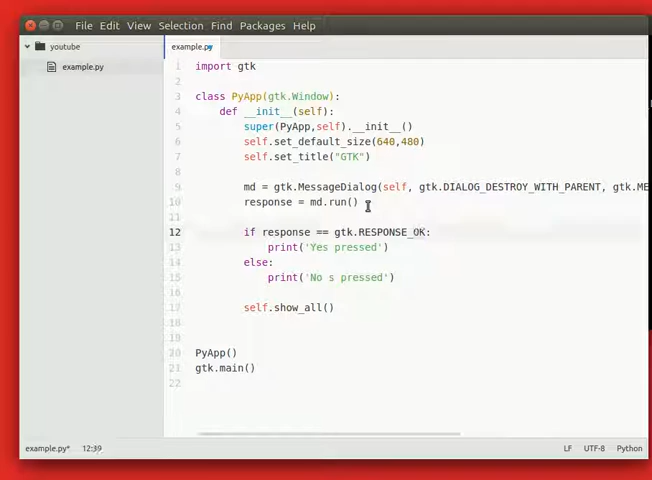 File Edit View Selection Find Packages Help
youtube
example.py
example.py
1 import gtk
2
3 class PyApp(gtk.Window):
4 def __init__(self):
5 super(PyApp,self).__init__()
6 self.set_default_size(640,480)
7 self.set_title("GTK")
8
9 md = gtk.MessageDialog(self, gtk.DIALOG_DESTROY_WITH_PARENT, gtk.ME
10 response = md.run()
11
12 if response == gtk.RESPONSE_OK:
13 print('Yes pressed')
14 else:
15 print('No s pressed')
16
17 self.show_all()
18
19
20 PyApp()
21 gtk.main()
22
example.py* 12:39 LF UTF-8 Python